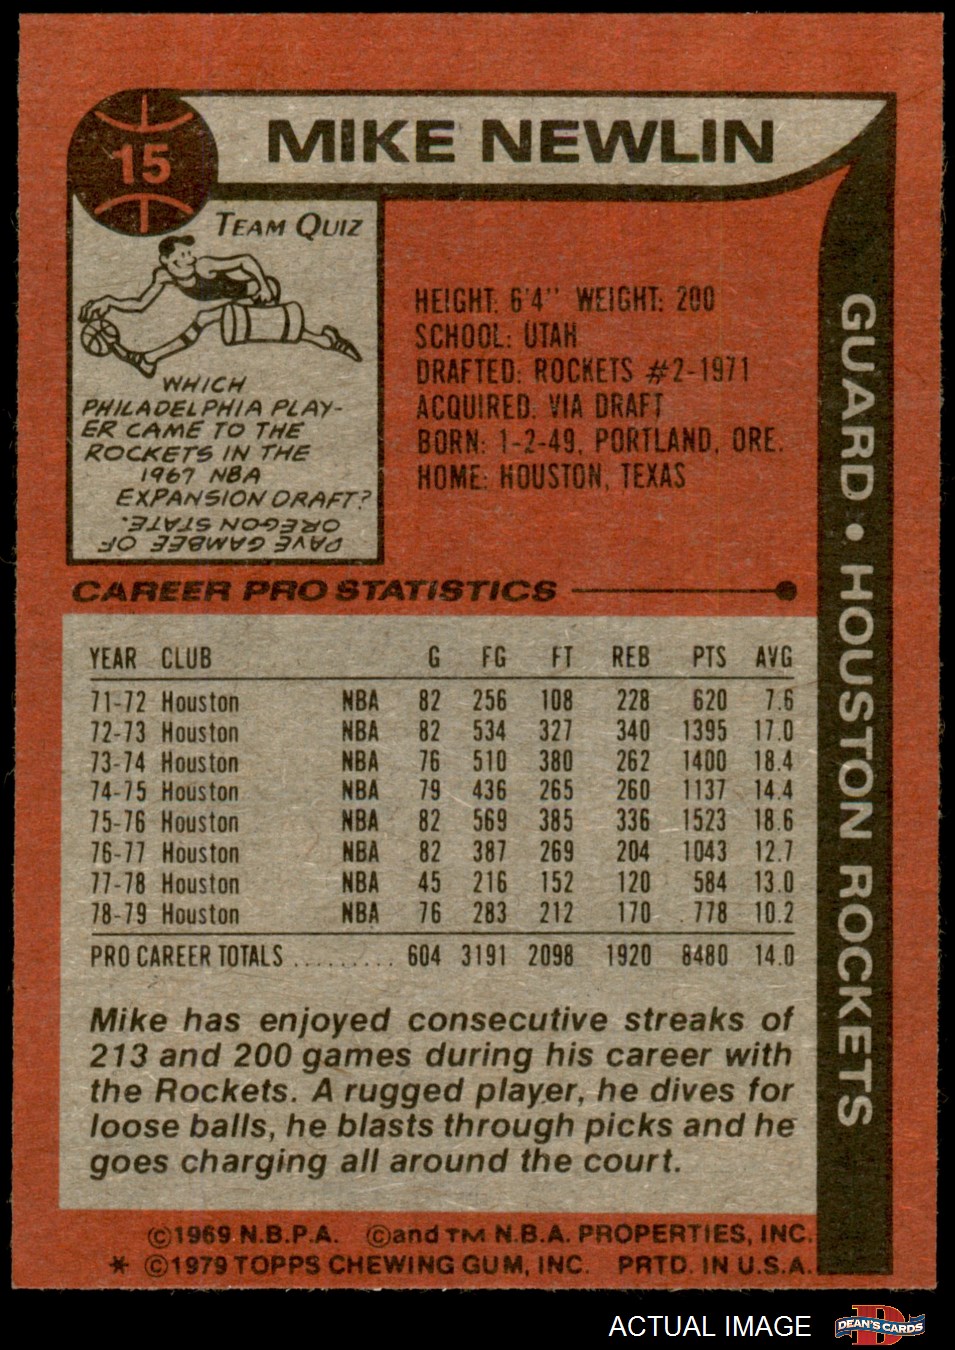 15
MIKE NEWLIN
TEAM QUIZ
WHICH
PHILADELPHIA PLAY-
ER CAME TO THE
ROCKETS IN THE
1967 NBA
EXPANSION DRAFT?
DAVE GAMBEE OF
OREGON STATE.
HEIGHT: 6'4" WEIGHT: 200
SCHOOL: UTAH
DRAFTED: ROCKETS #2-1971
ACQUIRED: VIA DRAFT
BORN: 1-2-49, PORTLAND, ORE.
HOME: HOUSTON, TEXAS
GUARD • HOUSTON ROCKETS
CAREER PRO STATISTICS
YEAR CLUB G FG FT REB PTS AVG
71-72 Houston NBA 82 256 108 228 620 7.6
72-73 Houston NBA 82 534 327 340 1395 17.0
73-74 Houston NBA 76 510 380 262 1400 18.4
74-75 Houston NBA 79 436 265 260 1137 14.4
75-76 Houston NBA 82 569 385 336 1523 18.6
76-77 Houston NBA 82 387 269 204 1043 12.7
77-78 Houston NBA 45 216 152 120 584 13.0
78-79 Houston NBA 76 283 212 170 778 10.2
PRO CAREER TOTALS ......... 604 3191 2098 1920 8480 14.0
Mike has enjoyed consecutive streaks of
213 and 200 games during his career with
the Rockets. A rugged player, he dives for
loose balls, he blasts through picks and he
goes charging all around the court.
©1969 N.B.P.A. ©and TM N.B.A. PROPERTIES, INC.
* ©1979 TOPPS CHEWING GUM, INC. PRTD. IN U.S.A.
ACTUAL IMAGE
DEAN'S CARDS